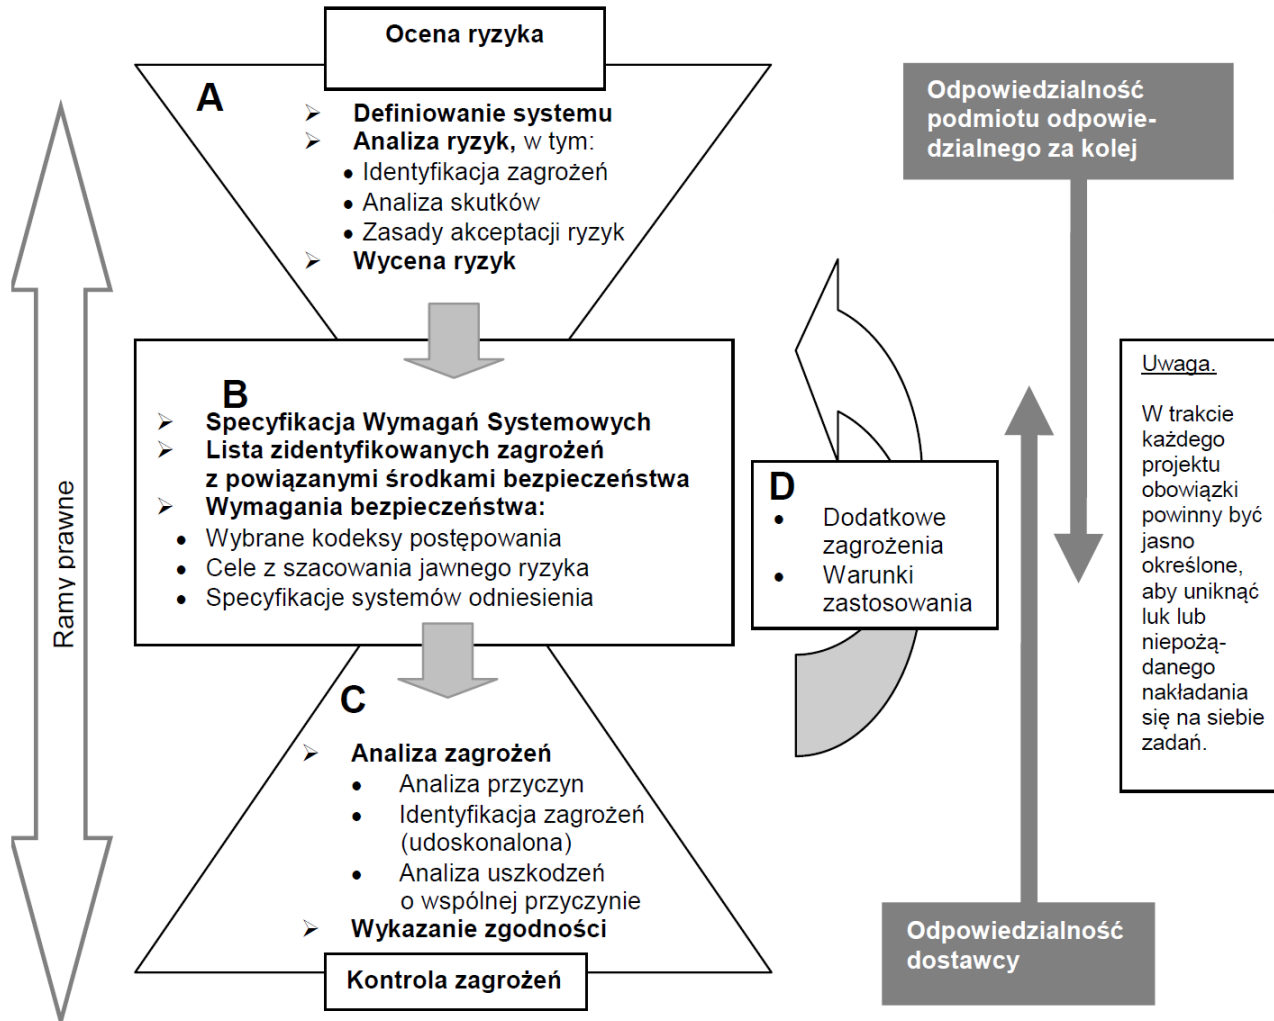 Ocena ryzyka
A
➢ Definiowanie systemu
➢ Analiza ryzyk, w tym:
• Identyfikacja zagrożeń
• Analiza skutków
• Zasady akceptacji ryzyk
➢ Wycena ryzyk
B
➢ Specyfikacja Wymagań Systemowych
➢ Lista zidentyfikowanych zagrożeń
z powiązanymi środkami bezpieczeństwa
➢ Wymagania bezpieczeństwa:
• Wybrane kodeksy postępowania
• Cele z szacowania jawnego ryzyka
• Specyfikacje systemów odniesienia
C
➢ Analiza zagrożeń
• Analiza przyczyn
• Identyfikacja zagrożeń
(udoskonalona)
• Analiza uszkodzeń
o wspólnej przyczynie
➢ Wykazanie zgodności
Kontrola zagrożeń
D
• Dodatkowe
zagrożenia
• Warunki
zastosowania
Ramy prawne
Odpowiedzialność
podmiotu odpowie-
dzialnego za kolej
Uwaga.
W trakcie
każdego
projektu
obowiązki
powinny być
jasno
określone,
aby uniknąć
luk lub
niepożą-
danego
nakładania
się na siebie
zadań.
Odpowiedzialność
dostawcy